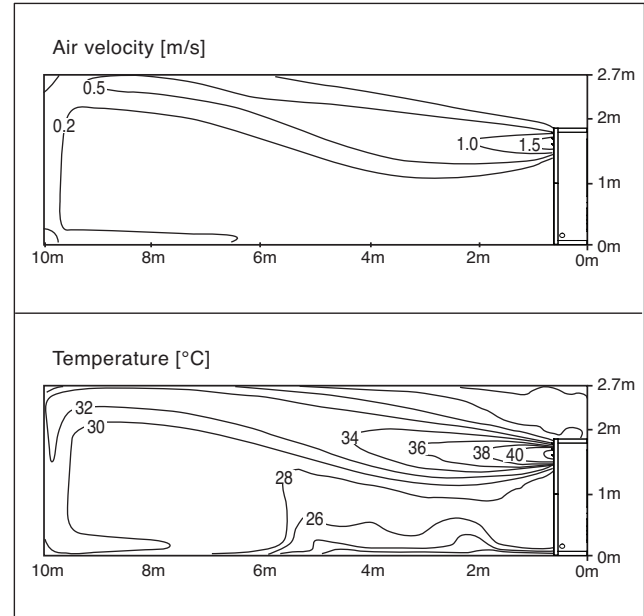 Air velocity [m/s]
2.7m
0.5
2m
0.2
1.0
1.5
1m
0m
10m
8m
6m
4m
2m
0m
Temperature [°C]
2.7m
32
30
2m
34
36
38
40
28
1m
26
0m
10m
8m
6m
4m
2m
0m